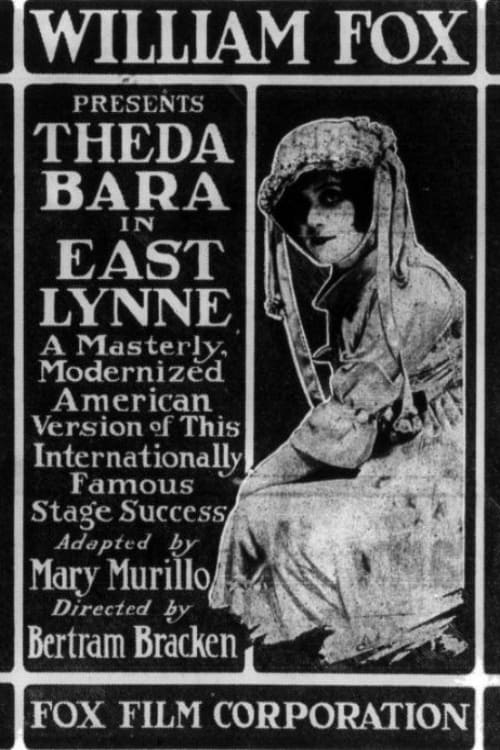 WILLIAM FOX
PRESENTS
THEDA
BARA
IN
EAST
LYNNE
A Masterly,
Modernized
American
Version of This
Internationally
Famous
Stage Success
Adapted by
Mary Murillo
Directed by
Bertram Bracken
FOX FILM CORPORATION